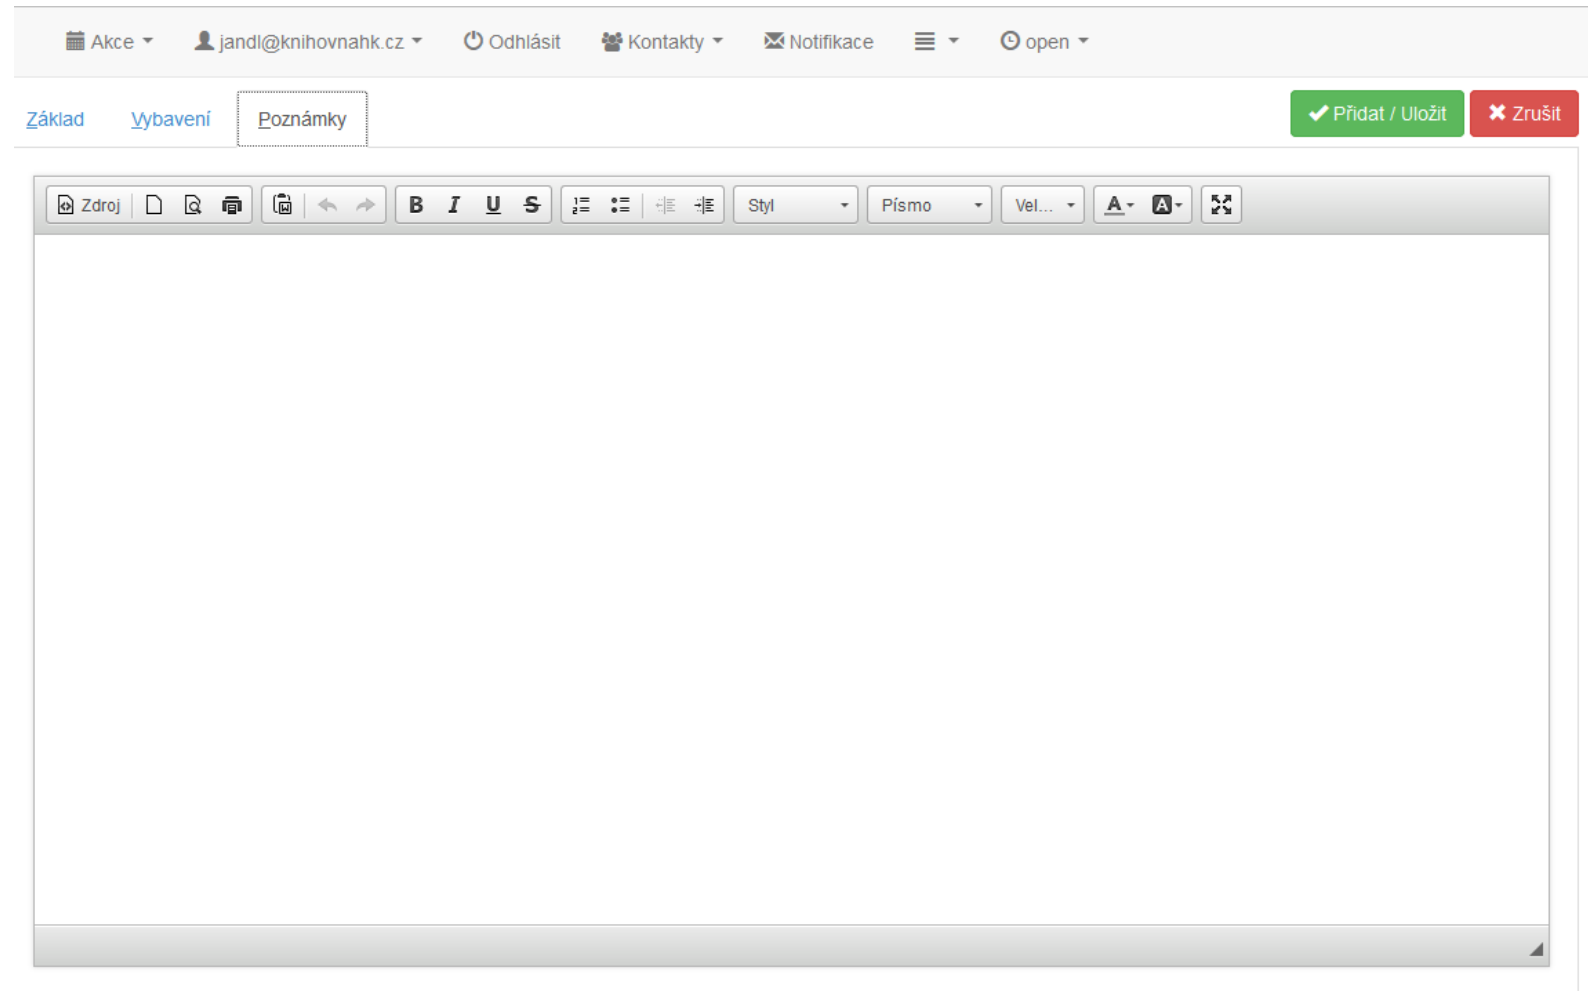 Akce jandl@knihovnahk.cz Odhlásit Kontakty Notifikace open
Základ Vybavení Poznámky Přidat / Uložit Zrušit
Zdroj B I U S Styl Písmo Vel... A A